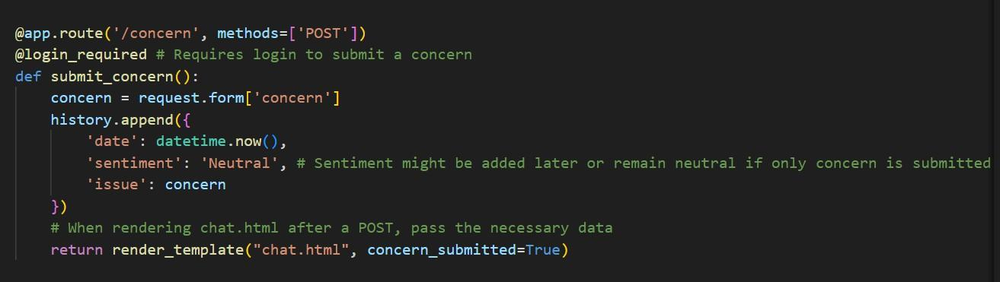 @app.route('/concern', methods=['POST'])
@login_required # Requires login to submit a concern
def submit_concern():
    concern = request.form['concern']
    history.append({
        'date': datetime.now(),
        'sentiment': 'Neutral', # Sentiment might be added later or remain neutral if only concern is submitted
        'issue': concern
    })
    # When rendering chat.html after a POST, pass the necessary data
    return render_template("chat.html", concern_submitted=True)